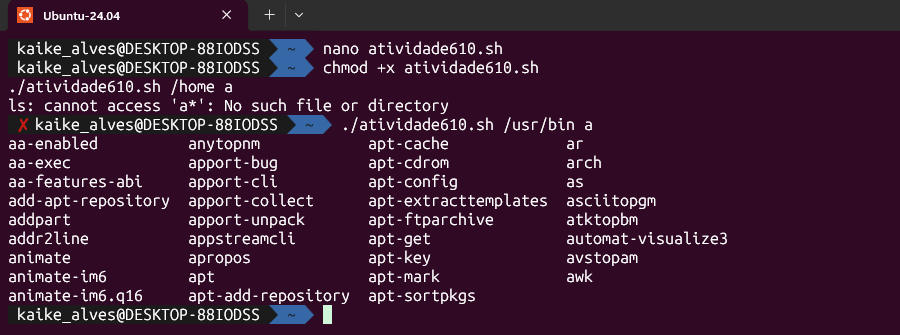 Ubuntu-24.04
kaike_alves@DESKTOP-88IODSS ~ nano atividade610.sh
kaike_alves@DESKTOP-88IODSS ~ chmod +x atividade610.sh
./atividade610.sh /home a
ls: cannot access 'a*': No such file or directory
✗ kaike_alves@DESKTOP-88IODSS ~ ./atividade610.sh /usr/bin a
aa-enabled anytopnm apt-cache ar
aa-exec apport-bug apt-cdrom arch
aa-features-abi apport-cli apt-config as
add-apt-repository apport-collect apt-extracttemplates asciitopgm
addpart apport-unpack apt-ftparchive atktopbm
addr2line appstreamcli apt-get automat-visualize3
animate apropos apt-key avstopam
animate-im6 apt apt-mark awk
animate-im6.q16 apt-add-repository apt-sortpkgs
kaike_alves@DESKTOP-88IODSS ~